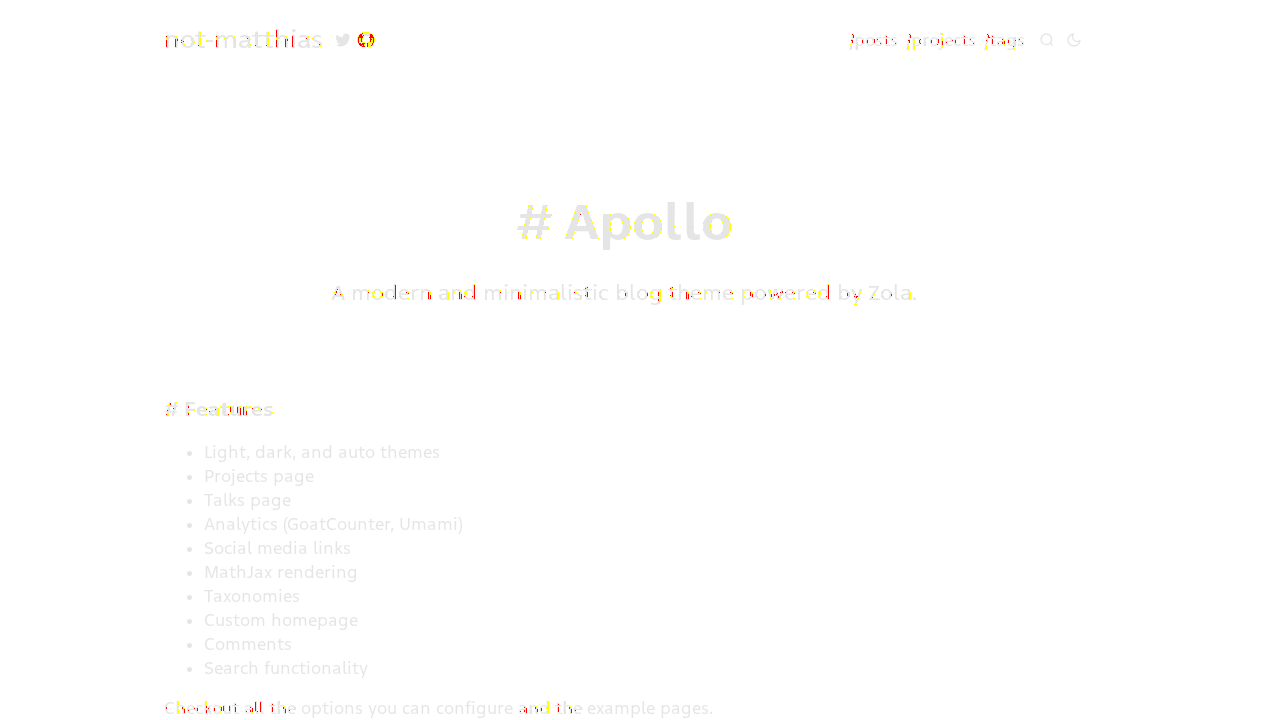 not-matthias /posts /projects /tags
# Apollo
A modern and minimalistic blog theme powered by Zola.
# Features
• Light, dark, and auto themes
• Projects page
• Talks page
• Analytics (GoatCounter, Umami)
• Social media links
• MathJax rendering
• Taxonomies
• Custom homepage
• Comments
• Search functionality
Checkout all the options you can configure and the example pages.